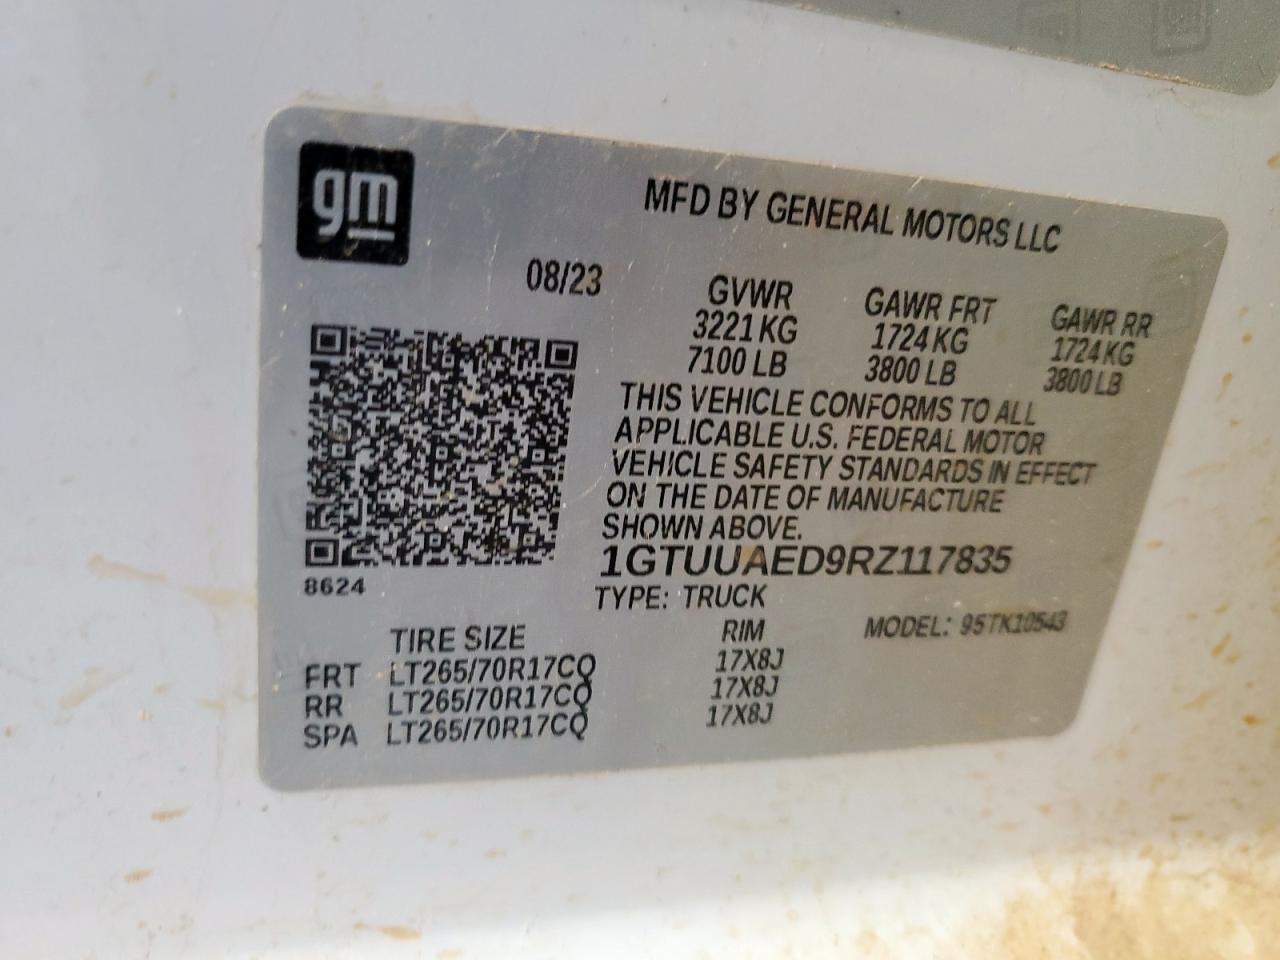 gm
MFD BY GENERAL MOTORS LLC
08/23 GVWR GAWR FRT GAWR RR
3221 KG 1724 KG 1724 KG
7100 LB 3800 LB 3800 LB
THIS VEHICLE CONFORMS TO ALL
APPLICABLE U.S. FEDERAL MOTOR
VEHICLE SAFETY STANDARDS IN EFFECT
ON THE DATE OF MANUFACTURE
SHOWN ABOVE.
1GTUUAED9RZ117835
8624
TYPE: TRUCK
TIRE SIZE RIM MODEL: 95TK10543
FRT LT265/70R17CQ 17X8J
RR LT265/70R17CQ 17X8J
SPA LT265/70R17CQ 17X8J